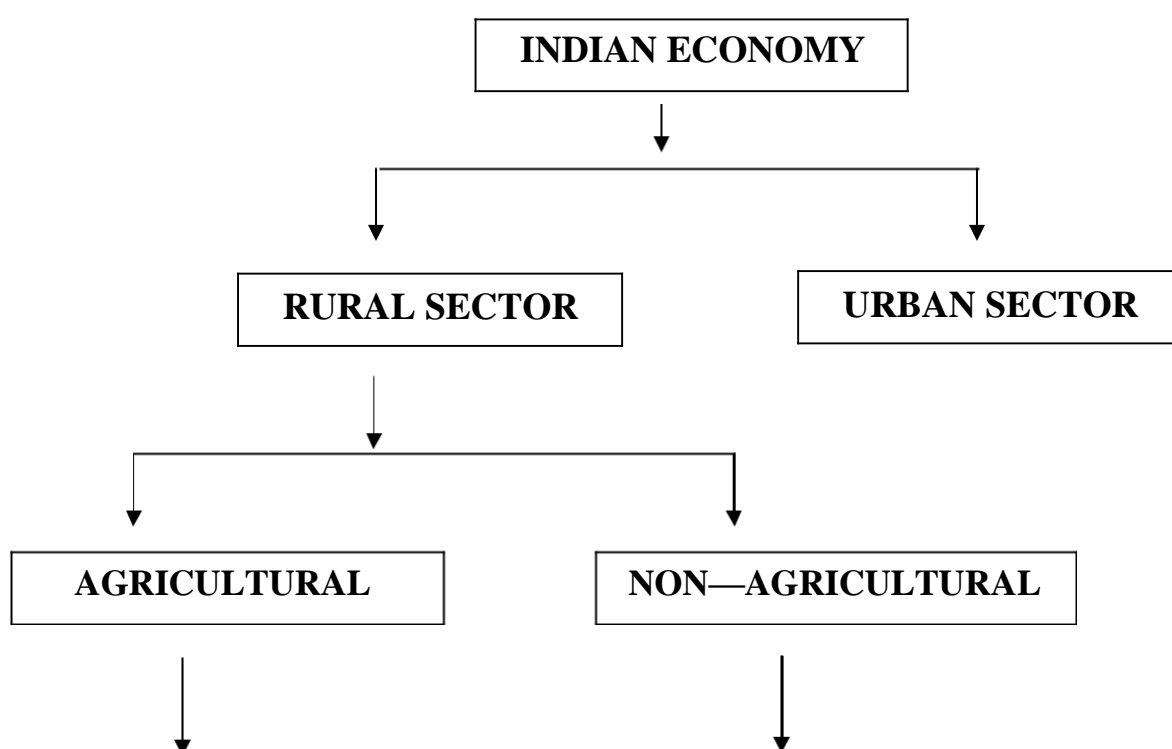 INDIAN ECONOMY
RURAL SECTOR
URBAN SECTOR
AGRICULTURAL
NON—AGRICULTURAL